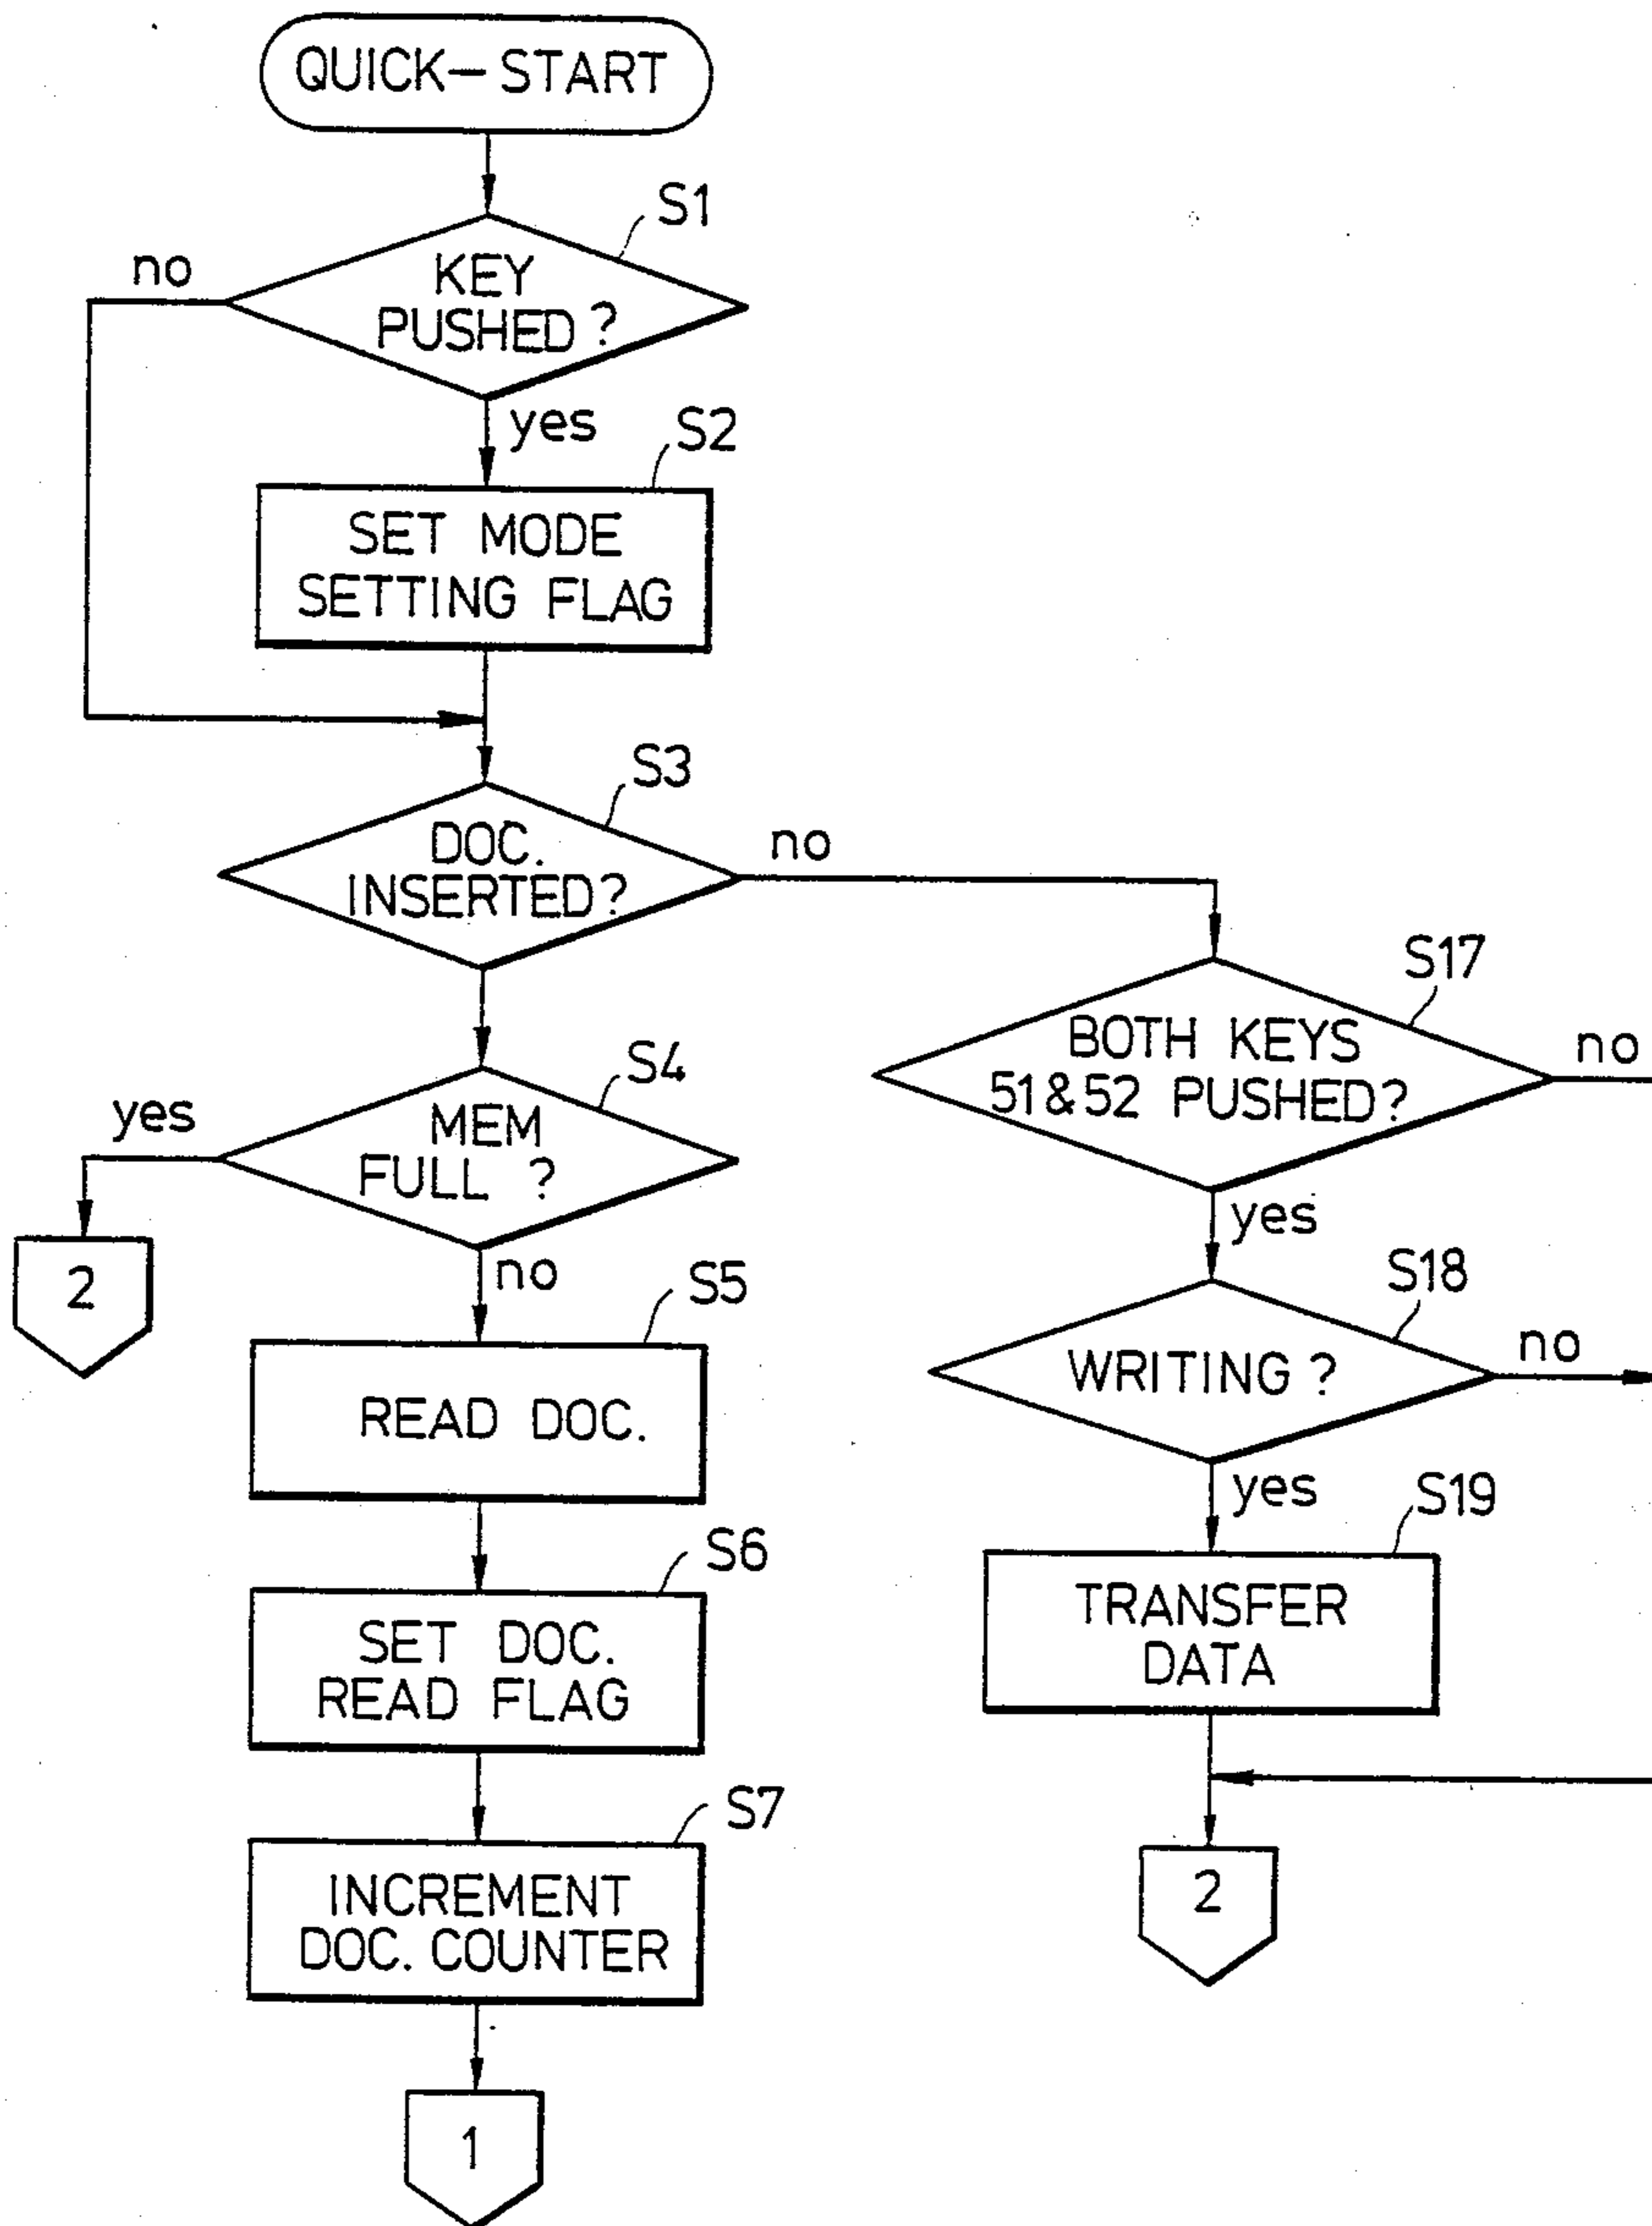 QUICK-START
S1
no
KEY
PUSHED?
yes
S2
SET MODE
SETTING FLAG
S3
DOC.
INSERTED?
no
S17
BOTH KEYS
51&52 PUSHED?
no
S4
yes
MEM
FULL ?
yes
2
no
S5
S18
WRITING ?
no
READ DOC.
yes
S19
S6
TRANSFER
DATA
SET DOC.
READ FLAG
S7
INCREMENT
DOC. COUNTER
2
1